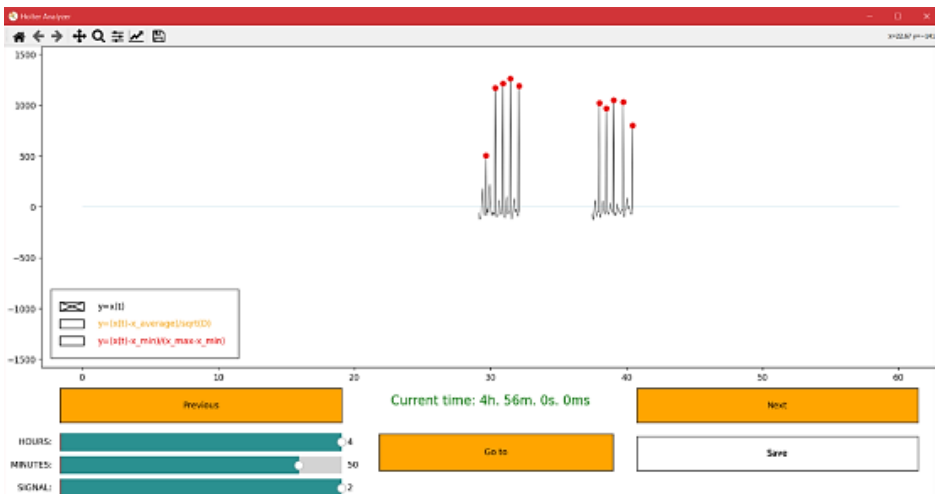 Holter Analyzer
1500
1000
500
0
−500
−1000
−1500
y=x(t)
y=(x(t)-x_average)/sqrt(D)
y=(x(t)-x_min)/(x_max-x_min)
0 10 20 30 40 50 60
Previous
Current time: 4h. 56m. 0s. 0ms
Next
HOURS: 4
Go to
Save
MINUTES: 50
SIGNAL: 2